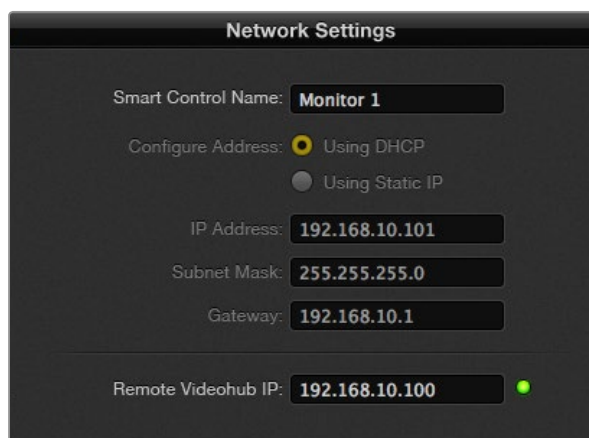 Network Settings
Smart Control Name: Monitor 1
Configure Address: Using DHCP
Using Static IP
IP Address: 192.168.10.101
Subnet Mask: 255.255.255.0
Gateway: 192.168.10.1
Remote Videohub IP: 192.168.10.100